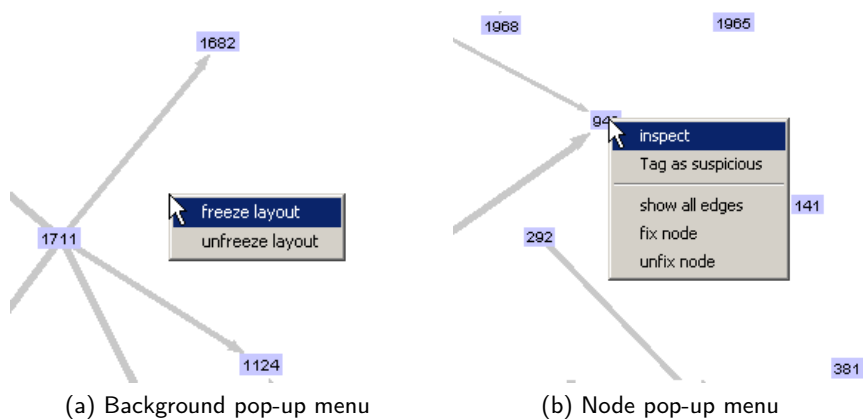 1682
freeze layout
unfreeze layout
1711
1124
(a) Background pop-up menu
1968
1965
inspect
Tag as suspicious
show all edges
141
fix node
292
unfix node
381
(b) Node pop-up menu